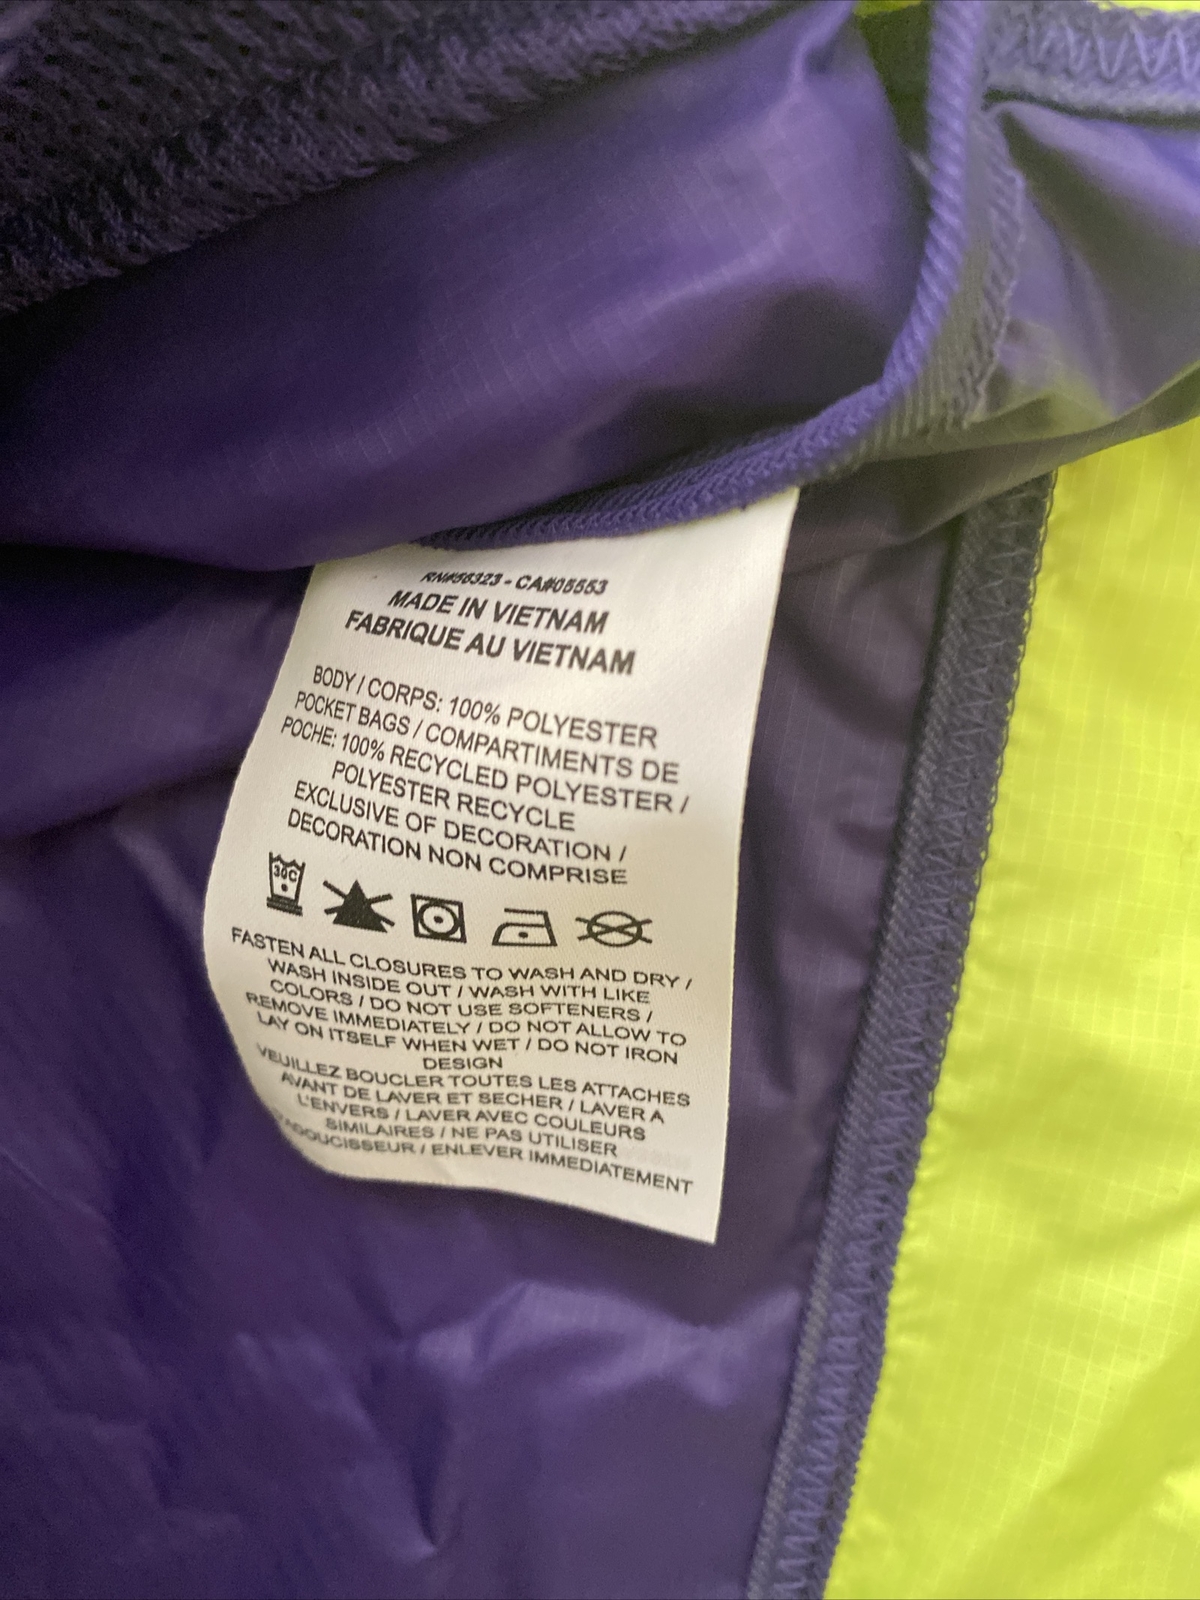 RN#56323 - CA#05553
MADE IN VIETNAM
FABRIQUE AU VIETNAM
BODY / CORPS: 100% POLYESTER
POCKET BAGS / COMPARTIMENTS DE
POCHE: 100% RECYCLED POLYESTER /
POLYESTER RECYCLE
EXCLUSIVE OF DECORATION /
DECORATION NON COMPRISE
30C
FASTEN ALL CLOSURES TO WASH AND DRY /
WASH INSIDE OUT / WASH WITH LIKE
COLORS / DO NOT USE SOFTENERS /
REMOVE IMMEDIATELY / DO NOT ALLOW TO
LAY ON ITSELF WHEN WET / DO NOT IRON
DESIGN
VEUILLEZ BOUCLER TOUTES LES ATTACHES
AVANT DE LAVER ET SECHER / LAVER A
L'ENVERS / LAVER AVEC COULEURS
SIMILAIRES / NE PAS UTILISER
/ ENLEVER IMMEDIATEMENT